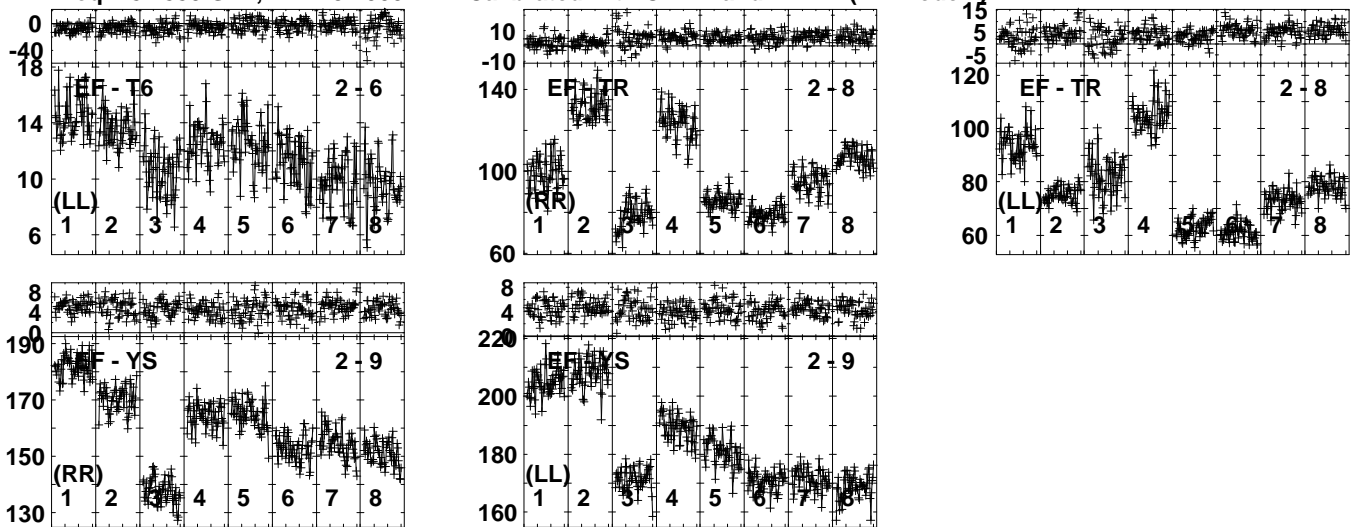 0
-40
18
14
10
6
EF - T6
2 - 6
(LL)
1 2 3 4 5 6 7 8
10
-10
140
100
60
EF - TR
2 - 8
(RR)
1 2 3 4 5 6 7 8
15
5
-5
120
100
80
60
EF - TR
2 - 8
(LL)
1 2 3 4 5 6 7 8
8
4
0
190
170
150
130
EF - YS
2 - 9
(RR)
1 2 3 4 5 6 7 8
8
4
0
220
200
180
160
EF - YS
2 - 9
(LL)
1 2 3 4 5 6 7 8